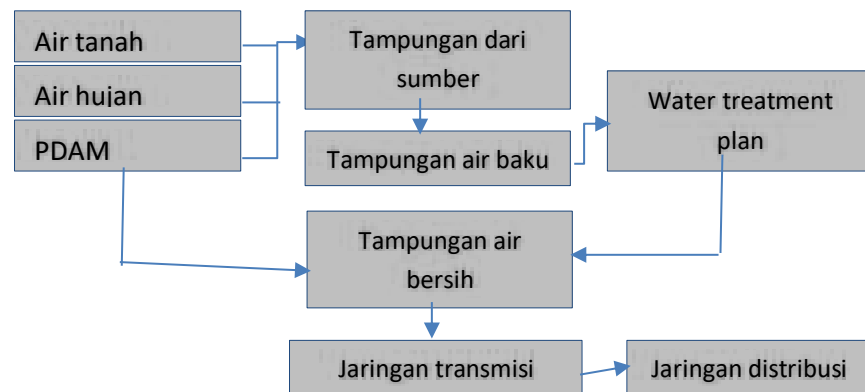 Air tanah
Air hujan
PDAM
Tampungan dari
sumber
Tampungan air baku
Water treatment
plan
Tampungan air
bersih
Jaringan transmisi
Jaringan distribusi